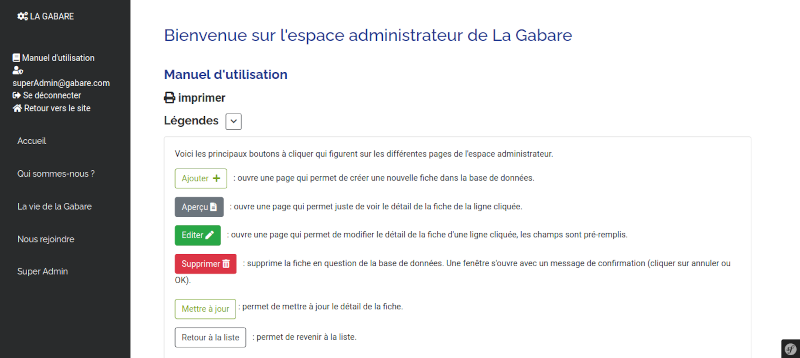 LA GABARE
Manuel d'utilisation
superAdmin@gabare.com
Se déconnecter
Retour vers le site
Accueil
Qui sommes-nous ?
La vie de la Gabare
Nous rejoindre
Super Admin
Bienvenue sur l'espace administrateur de La Gabare
Manuel d'utilisation
imprimer
Légendes
Voici les principaux boutons à cliquer qui figurent sur les différentes pages de l'espace administrateur.
Ajouter : ouvre une page qui permet de créer une nouvelle fiche dans la base de données.
Aperçu : ouvre une page qui permet juste de voir le détail de la fiche de la ligne cliquée.
Editer : ouvre une page qui permet de modifier le détail de la fiche d'une ligne cliquée, les champs sont pré-remplis.
Supprimer : supprime la fiche en question de la base de données. Une fenêtre s'ouvre avec un message de confirmation (cliquer sur annuler ou
OK).
Mettre à jour : permet de mettre à jour le détail de la fiche.
Retour à la liste : permet de revenir à la liste.